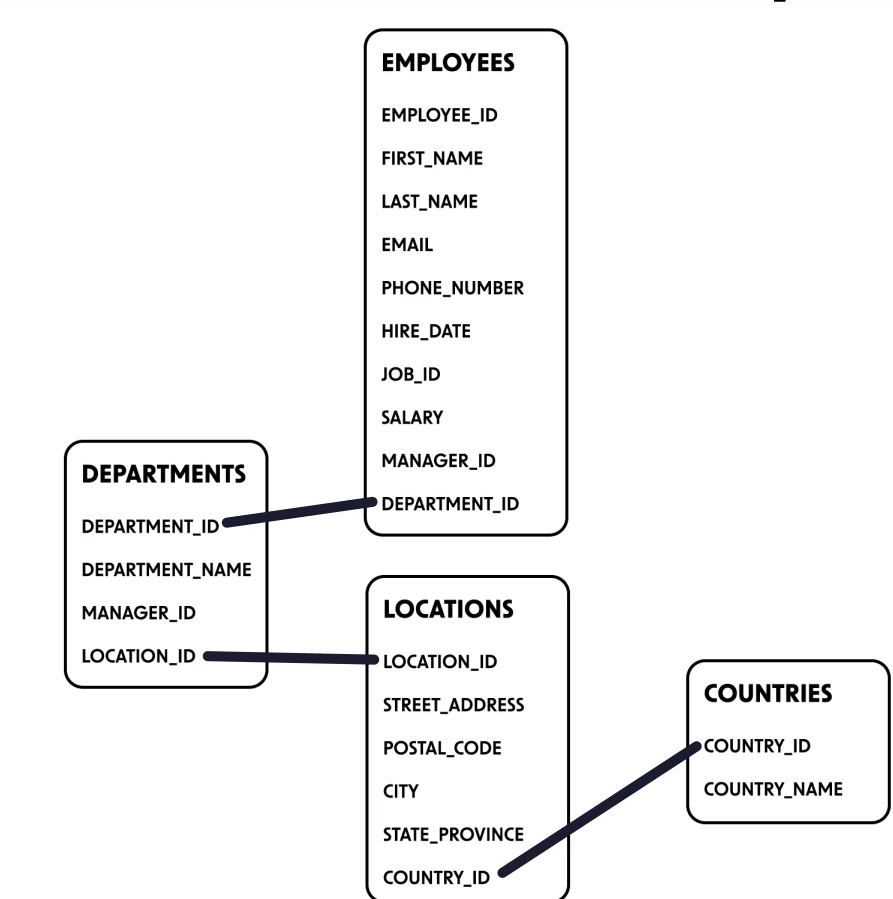 EMPLOYEES
EMPLOYEE_ID
FIRST_NAME
LAST_NAME
EMAIL
PHONE_NUMBER
HIRE_DATE
JOB_ID
SALARY
MANAGER_ID
DEPARTMENT_ID
DEPARTMENTS
DEPARTMENT_ID
DEPARTMENT_NAME
MANAGER_ID
LOCATION_ID
LOCATIONS
LOCATION_ID
STREET_ADDRESS
POSTAL_CODE
CITY
STATE_PROVINCE
COUNTRY_ID
COUNTRIES
COUNTRY_ID
COUNTRY_NAME